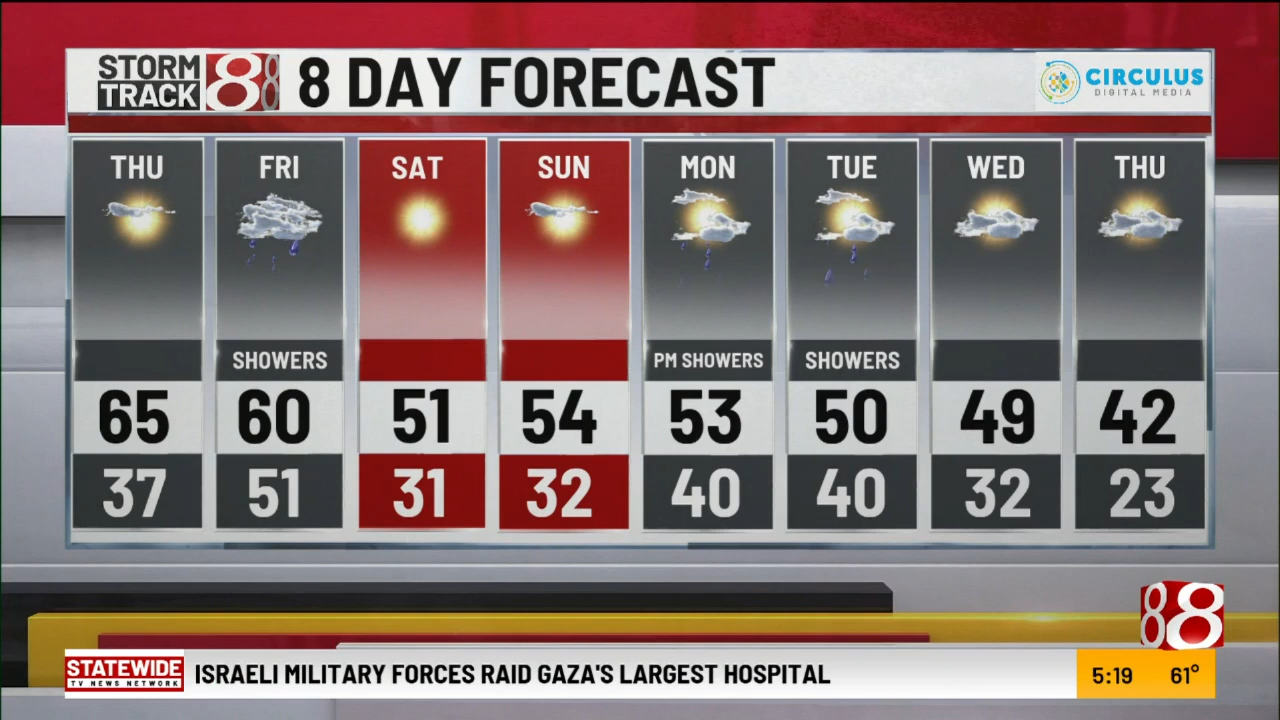 STORM
TRACK 8
8 DAY FORECAST
CIRCULUS
DIGITAL MEDIA
THU FRI SAT SUN MON TUE WED THU
SHOWERS PM SHOWERS SHOWERS
65 60 51 54 53 50 49 42
37 51 31 32 40 40 32 23
8
STATEWIDE
TV NEWS NETWORK
ISRAELI MILITARY FORCES RAID GAZA'S LARGEST HOSPITAL
5:19 61°